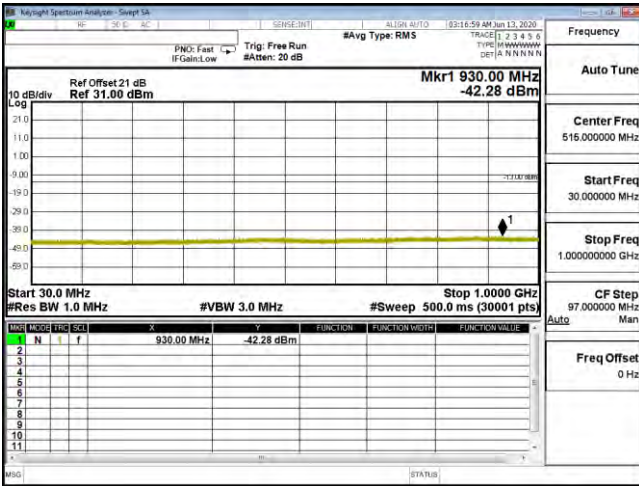 Keysight Spectrum Analyzer - Swept SA
RF 50 Ω AC SENSE:INT ALIGN AUTO 03:16:59 AM Jun 13, 2020
#Avg Type: RMS
TRACE 1 2 3 4 5 6
TYPE M WWWWW
DET A N N N N N
PNO: Fast Trig: Free Run
IFGain:Low #Atten: 20 dB
Mkr1 930.00 MHz
-42.28 dBm
Ref Offset 21 dB
10 dB/div Ref 31.00 dBm
Log
21.0
11.0
1.00
-9.00
-13.00 dBm
-19.0
-29.0
-39.0
-49.0
-59.0
1
Start 30.0 MHz Stop 1.0000 GHz
#Res BW 1.0 MHz #VBW 3.0 MHz #Sweep 500.0 ms (30001 pts)
MKR MODE TRC SCL X Y FUNCTION FUNCTION WIDTH FUNCTION VALUE
1 N 1 f 930.00 MHz -42.28 dBm
2
3
4
5
6
7
8
9
10
11
MSG STATUS
Frequency
Auto Tune
Center Freq
515.000000 MHz
Start Freq
30.000000 MHz
Stop Freq
1.000000000 GHz
CF Step
97.000000 MHz
Auto Man
Freq Offset
0 Hz